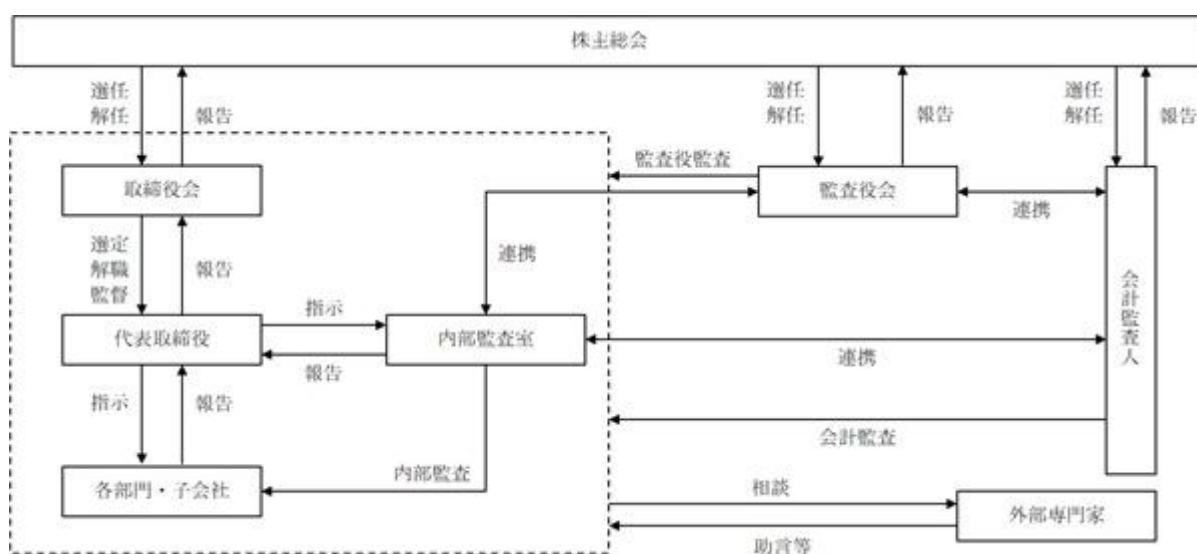 株主総会
選任
解任
報告
選任
解任
報告
選任
解任
報告
取締役会
監査役監査
監査役会
連携
選定
解職
監督
報告
連携
指示
代表取締役
内部監査室
会計監査人
報告
連携
指示
報告
会計監査
内部監査
各部門・子会社
相談
外部専門家
助言等